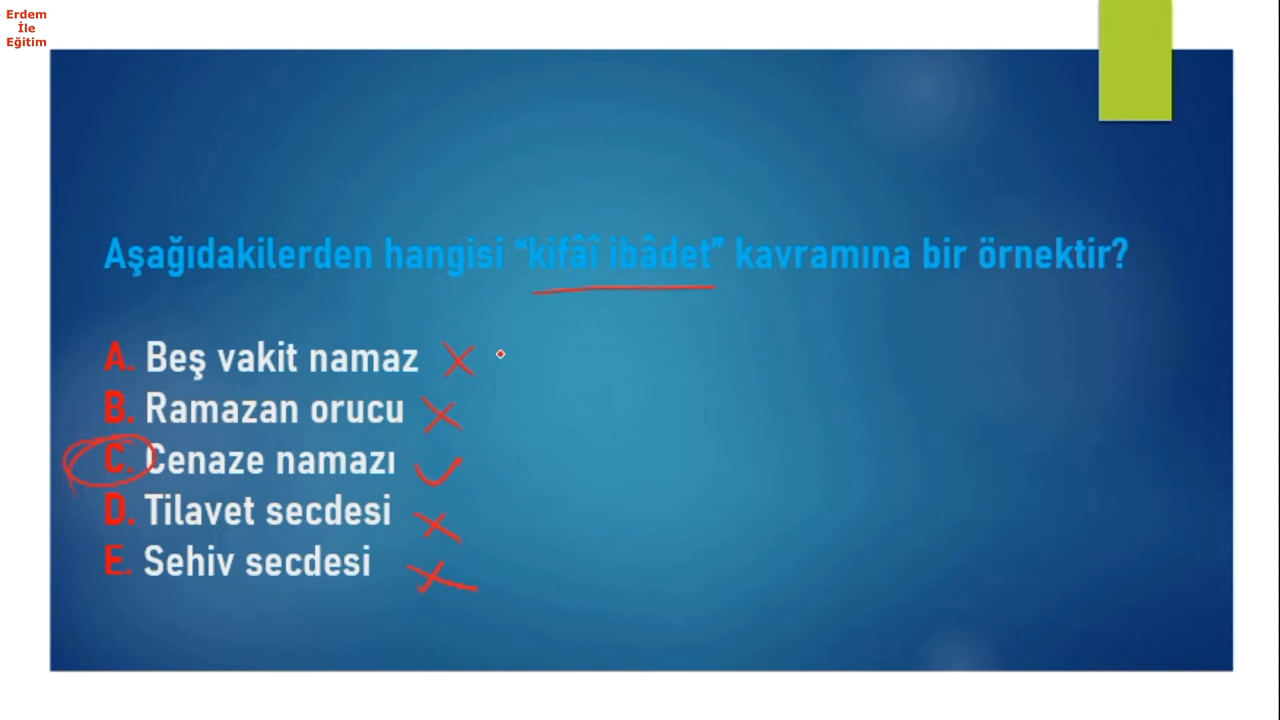 Erdem
İle
Eğitim
Aşağıdakilerden hangisi “kifâî ibâdet” kavramına bir örnektir?
A. Beş vakit namaz
B. Ramazan orucu
C. Cenaze namazı
D. Tilavet secdesi
E. Sehiv secdesi